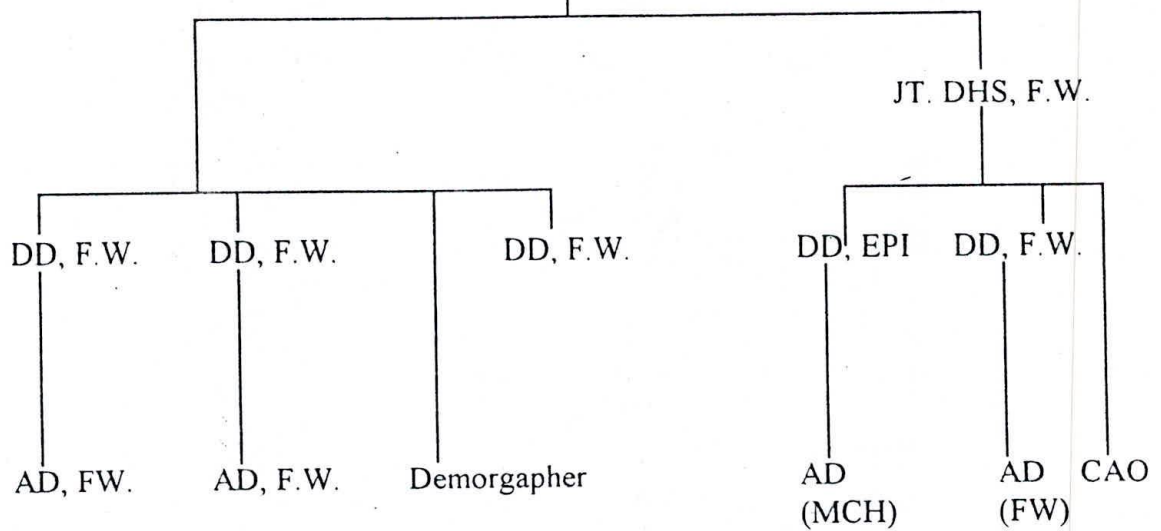 JT. DHS, F.W.
DD, F.W. DD, F.W. DD, F.W. DD, EPI DD, F.W.
AD, FW. AD, F.W. Demorgapher AD AD CAO
(MCH) (FW)